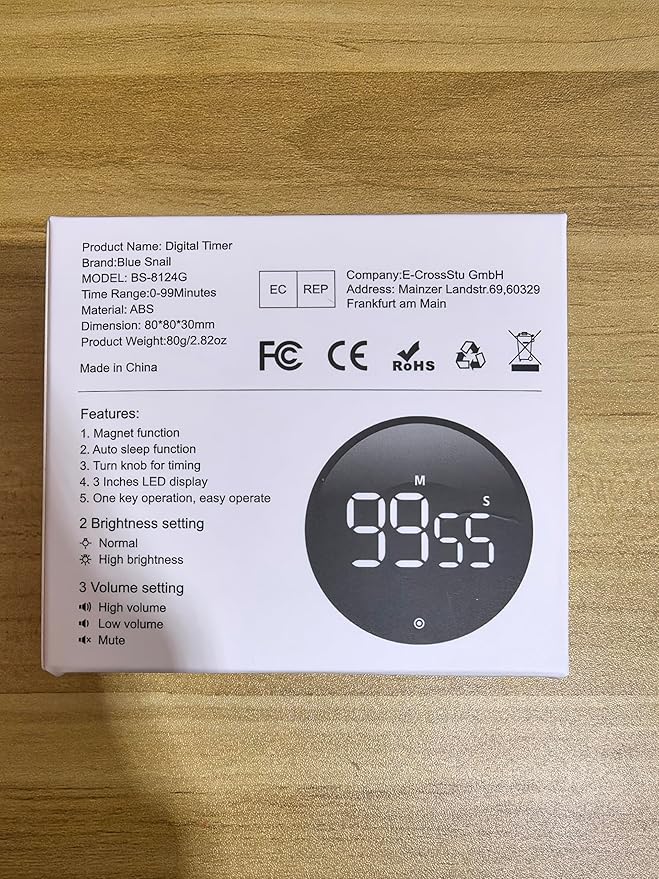 Product Name: Digital Timer
Brand:Blue Snail
MODEL: BS-8124G
Time Range:0-99Minutes
Material: ABS
Dimension: 80*80*30mm
Product Weight:80g/2.82oz
Made in China
EC REP
Company:E-CrossStu GmbH
Address: Mainzer Landstr.69,60329
Frankfurt am Main
FC CE RoHS
Features:
1. Magnet function
2. Auto sleep function
3. Turn knob for timing
4. 3 Inches LED display
5. One key operation, easy operate
2 Brightness setting
Normal
High brightness
3 Volume setting
High volume
Low volume
Mute
M
S
9955